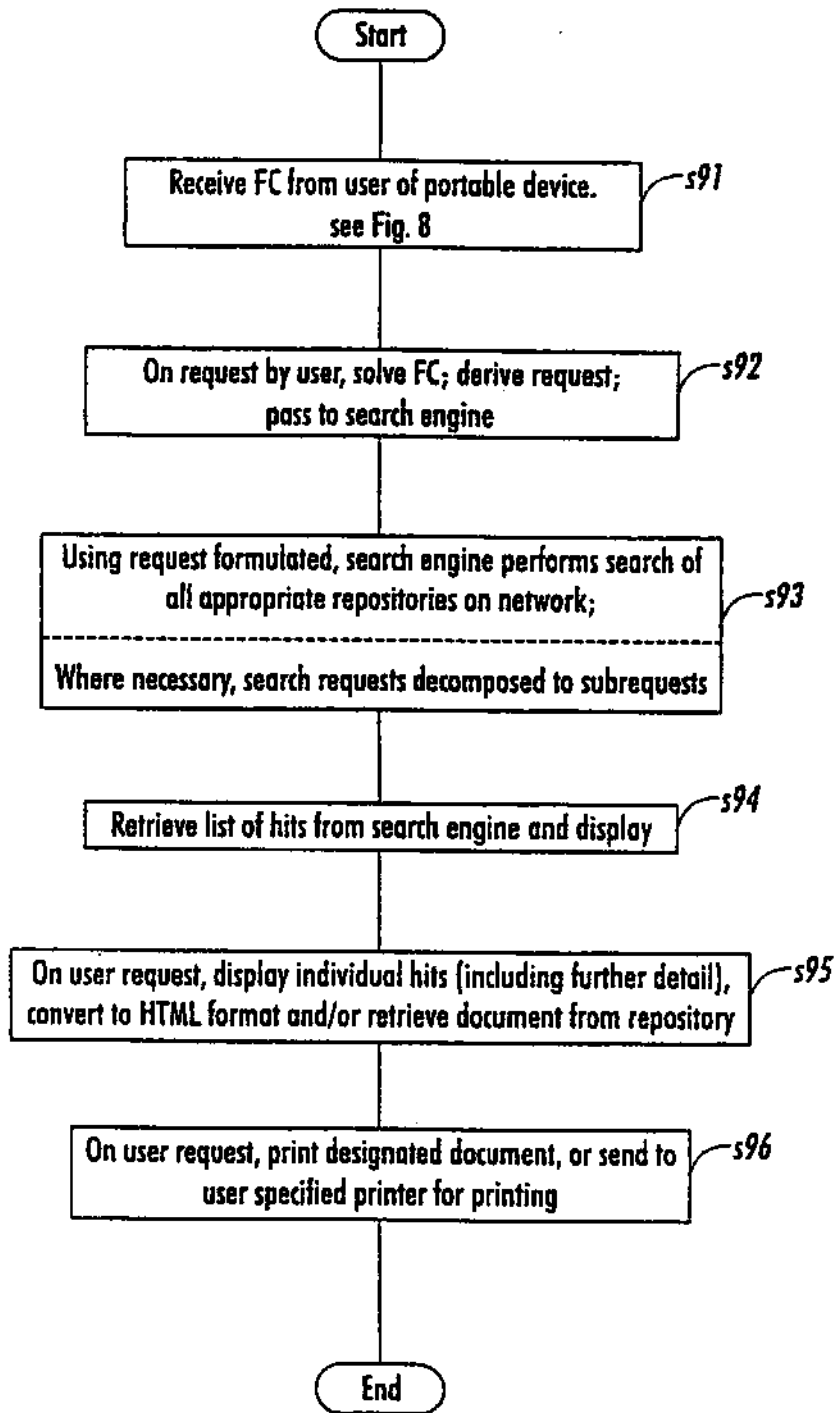 Start
Receive FC from user of portable device.
see Fig. 8
s91
On request by user, solve FC; derive request;
pass to search engine
s92
Using request formulated, search engine performs search of
all appropriate repositories on network;
Where necessary, search requests decomposed to subrequests
s93
Retrieve list of hits from search engine and display
s94
On user request, display individual hits (including further detail),
convert to HTML format and/or retrieve document from repository
s95
On user request, print designated document, or send to
user specified printer for printing
s96
End